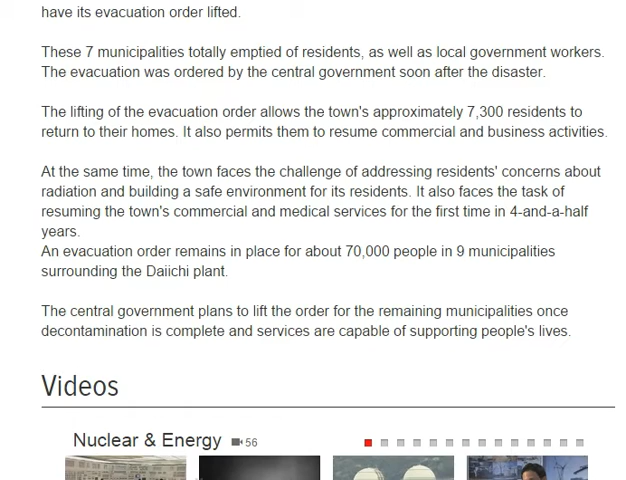 have its evacuation order lifted.
These 7 municipalities totally emptied of residents, as well as local government workers.
The evacuation was ordered by the central government soon after the disaster.
The lifting of the evacuation order allows the town's approximately 7,300 residents to
return to their homes. It also permits them to resume commercial and business activities.
At the same time, the town faces the challenge of addressing residents' concerns about
radiation and building a safe environment for its residents. It also faces the task of
resuming the town's commercial and medical services for the first time in 4-and-a-half
years.
An evacuation order remains in place for about 70,000 people in 9 municipalities
surrounding the Daiichi plant.
The central government plans to lift the order for the remaining municipalities once
decontamination is complete and services are capable of supporting people's lives.
Videos
Nuclear & Energy 56